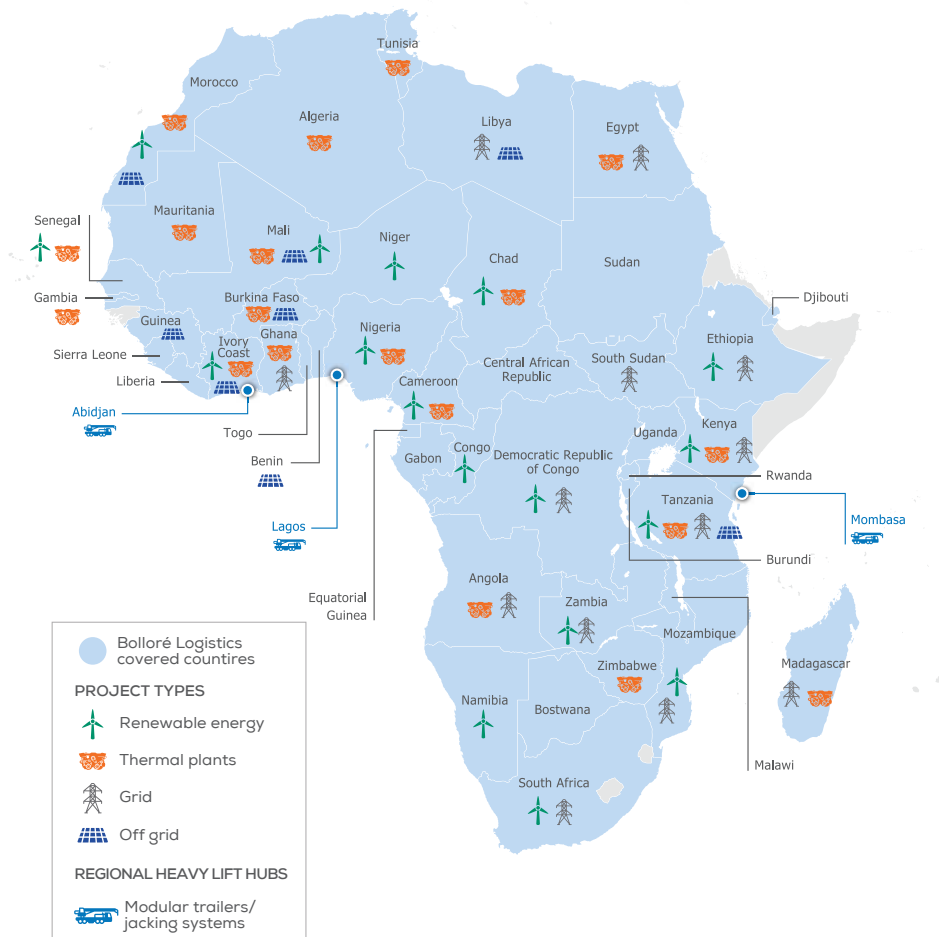 Tunisia
Morocco
Algeria
Libya
Egypt
Senegal
Mauritania
Mali
Niger
Chad
Sudan
Gambia
Burkina Faso
Djibouti
Guinea
Ghana
Nigeria
Ivory
Coast
Ethiopia
Sierra Leone
Central African
Republic
South Sudan
Liberia
Cameroon
Abidjan
Togo
Uganda
Kenya
Gabon
Congo
Democratic Republic
of Congo
Benin
Rwanda
Tanzania
Lagos
Mombasa
Burundi
Angola
Equatorial
Guinea
Zambia
Mozambique
Zimbabwe
Madagascar
Namibia
Bostwana
Malawi
South Africa
Bolloré Logistics
covered countires
PROJECT TYPES
Renewable energy
Thermal plants
Grid
Off grid
REGIONAL HEAVY LIFT HUBS
Modular trailers/
jacking systems